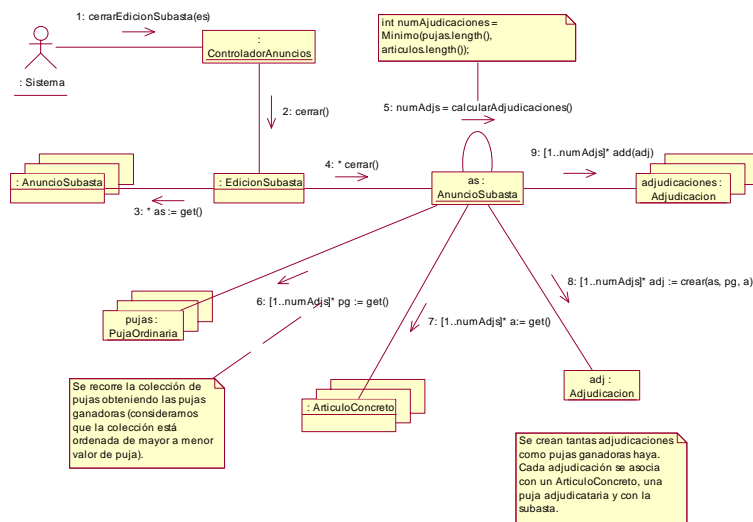 1: cerrarEdicionSubasta(es)
: Sistema
:
ControladorAnuncios
int numAjudicaciones =
Minimo(pujas.length(),
articulos.length());
2: cerrar()
5: numAdjs = calcularAdjudicaciones()
: AnuncioSubasta
: EdicionSubasta
4: * cerrar()
3: * as := get()
as :
AnuncioSubasta
9: [1..numAdjs]* add(adj)
adjudicaciones :
Adjudicacion
pujas :
PujaOrdinaria
6: [1..numAdjs]* pg := get()
7: [1..numAdjs]* a:= get()
8: [1..numAdjs]* adj := crear(as, pg, a)
: ArticuloConcreto
adj :
Adjudicacion
Se recorre la colección de
pujas obteniendo las pujas
ganadoras (consideramos
que la colección está
ordenada de mayor a menor
valor de puja).
Se crean tantas adjudicaciones
como pujas ganadoras haya.
Cada adjudicación se asocia
con un ArticuloConcreto, una
puja adjudicataria y con la
subasta.